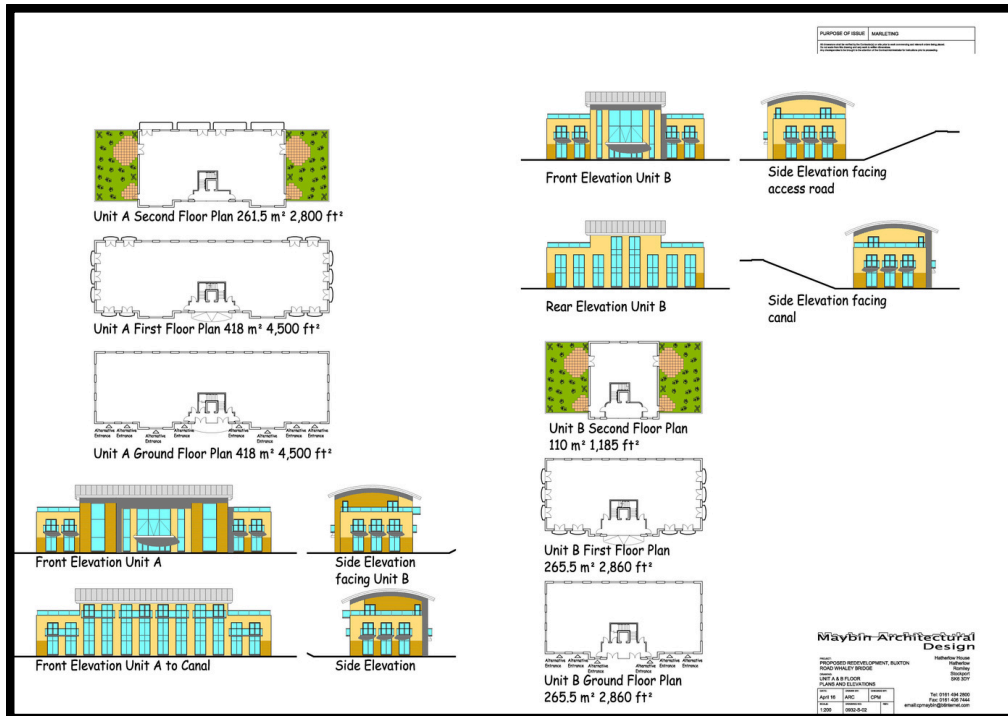 PURPOSE OF ISSUE MARLETING
Unit A Second Floor Plan 261.5 m² 2,800 ft²
Unit A First Floor Plan 418 m² 4,500 ft²
Alternative Entrance
Alternative Entrance
Alternative Entrance
Alternative Entrance
Alternative Entrance
Alternative Entrance
Unit A Ground Floor Plan 418 m² 4,500 ft²
Front Elevation Unit A
Side Elevation
facing Unit B
Front Elevation Unit A to Canal
Side Elevation
Front Elevation Unit B
Side Elevation facing
access road
Rear Elevation Unit B
Side Elevation facing
canal
Unit B Second Floor Plan
110 m² 1,185 ft²
Unit B First Floor Plan
265.5 m² 2,860 ft²
Alternative Entrance
Alternative Entrance
Alternative Entrance
Alternative Entrance
Unit B Ground Floor Plan
265.5 m² 2,860 ft²
Maybin Architectural
Design
PROJECT
PROPOSED REDEVELOPMENT, BUXTON
ROAD WHALEY BRIDGE
UNIT A & B FLOOR
PLANS AND ELEVATIONS
Hatherlow House
Hatherlow
Romiley
Stockport
SK6 3DY
DATE
April 16 ARC CPM
SCALE
1:200 0932-S-02
Tel: 0161 494 2600
Fax: 0161 406 7444